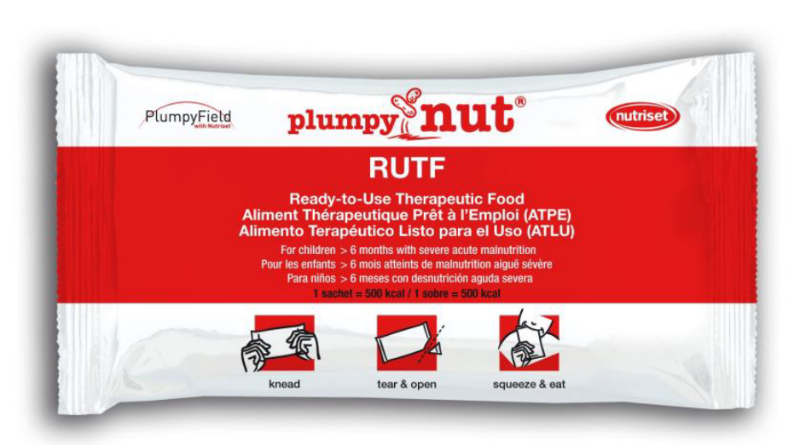 PlumpyField
with Nutriset
plumpy nut®
nutriset
RUTF
Ready-to-Use Therapeutic Food
Aliment Thérapeutique Prêt à l'Emploi (ATPE)
Alimento Terapéutico Listo para el Uso (ATLU)
For children > 6 months with severe acute malnutrition
Pour les enfants > 6 mois atteints de malnutrition aiguë sévère
Para niños > 6 meses con desnutrición aguda severa
1 sachet = 500 kcal / 1 sobre = 500 kcal
knead
tear & open
squeeze & eat